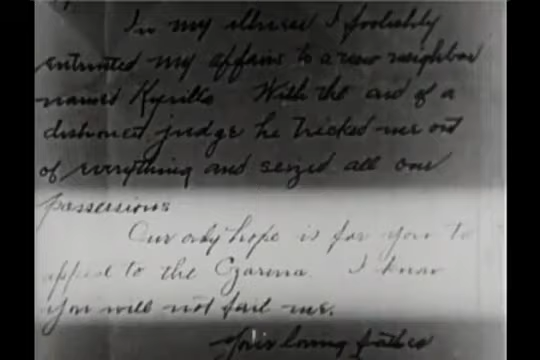 In my illness I foolishly
entrusted my affairs to a new neighbor
named Kyrilla With the aid of a
dishonest judge he tricked me out
of everything and seized all our
possessions
Our only hope is for you to
appeal to the Czarina. I know
you will not fail me.
Your loving father